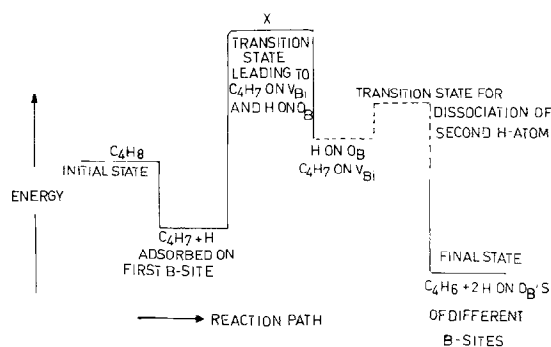 X
TRANSITION
STATE
LEADING TO
C4H7 ON VBi
AND H ON OB
TRANSITION STATE FOR
DISSOCIATION OF
SECOND H-ATOM
C4H8
INITIAL STATE
H ON OB
C4H7 ON VBi
ENERGY
C4H7 + H
ADSORBED ON
FIRST B-SITE
FINAL STATE
C4H6 + 2 H ON OB'S
OF DIFFERENT
B-SITES
REACTION PATH